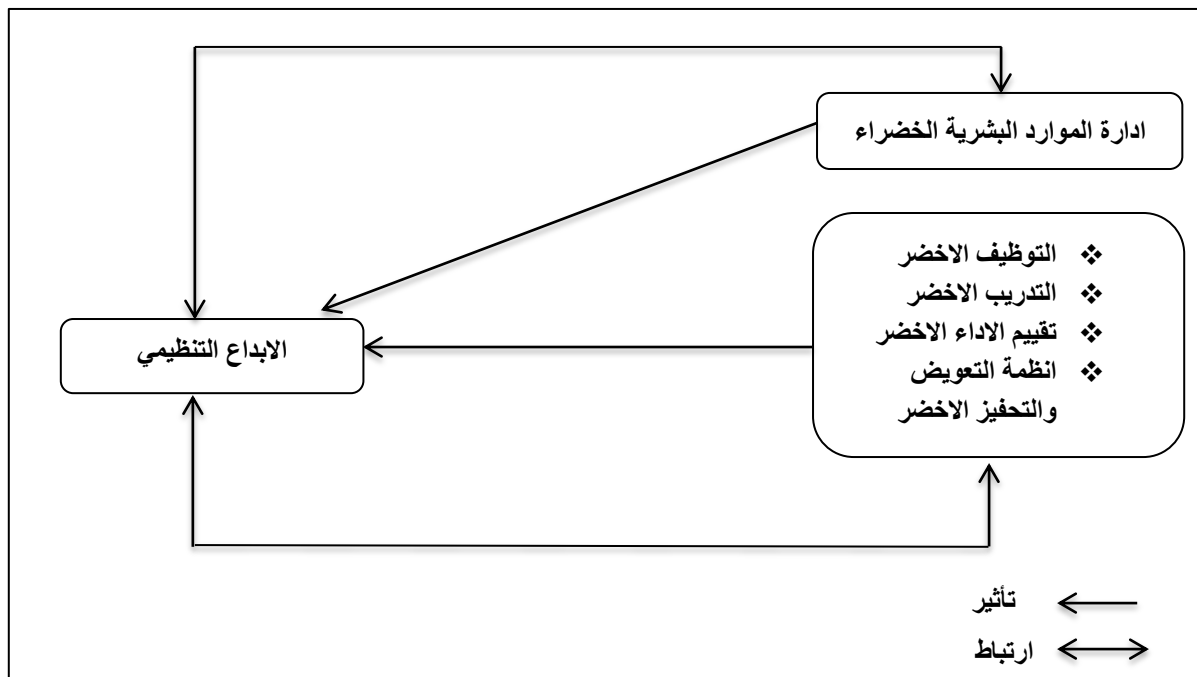 ادارة الموارد البشرية الخضراء
❖ التوظيف الاخضر
❖ التدريب الاخضر
❖ تقييم الاداء الاخضر
❖ انظمة التعويض
والتحفيز الاخضر
الابداع التنظيمي
تأثير
ارتباط